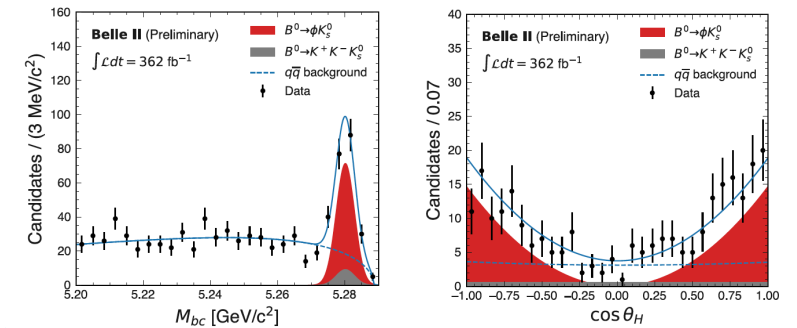 160
140
120
100
80
60
40
20
0
Candidates / (3 MeV/c²)
Belle II (Preliminary)
∫ℒdt = 362 fb⁻¹
B⁰→ϕK⁰ₛ
B⁰→K⁺K⁻K⁰ₛ
qq̅ background
Data
5.20 5.22 5.24 5.26 5.28
M_bc [GeV/c²]
40
35
30
25
20
15
10
5
0
Candidates / 0.07
Belle II (Preliminary)
∫ℒdt = 362 fb⁻¹
B⁰→ϕK⁰ₛ
B⁰→K⁺K⁻K⁰ₛ
qq̅ background
Data
−1.00 −0.75 −0.50 −0.25 0.00 0.25 0.50 0.75 1.00
cos θ_H